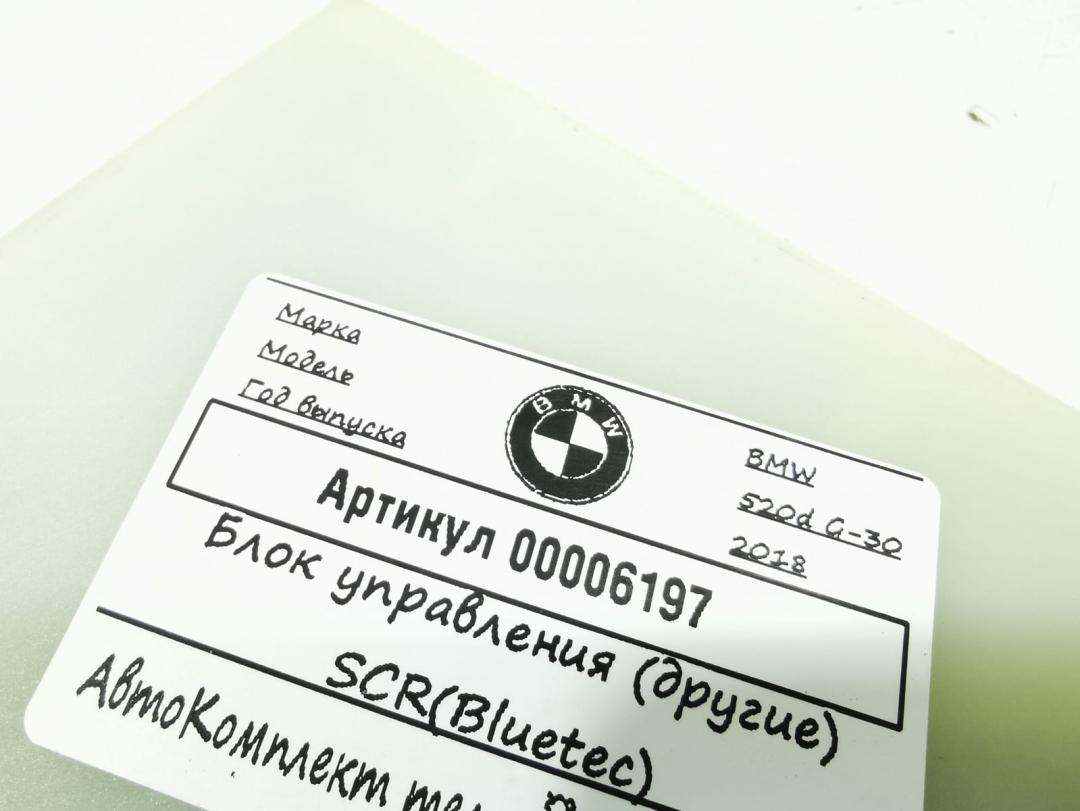 Марка
BMW
Модель
520d G-30
Год выпуска
2018
BMW
Артикул 00006197
Блок управления (другие)
SCR(Bluetec)
АвтоКомплект